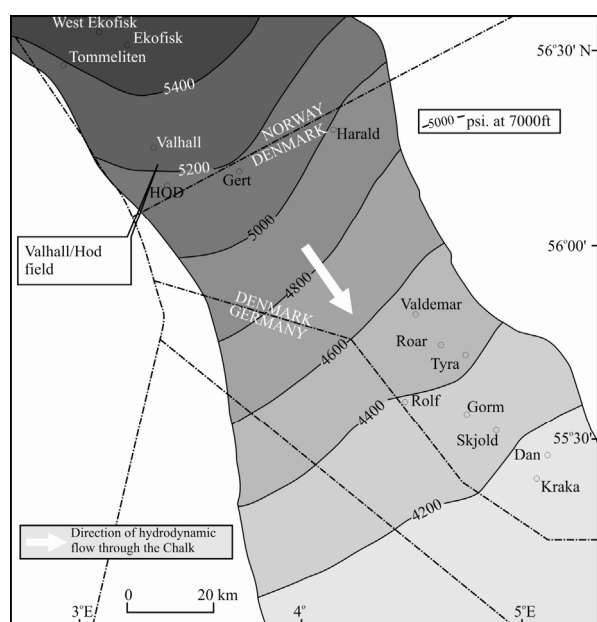 West Ekofisk
Ekofisk
Tommeliten
56°30' N
5400
5000 psi. at 7000ft
NORWAY
DENMARK
Harald
Valhall
5200
HOD
Gert
Valhall/Hod
field
5000
56°00'
4800
DENMARK
GERMANY
Valdemar
4600
Roar
Tyra
4400
Rolf
Gorm
Skjold
55°30'
Dan
Kraka
4200
Direction of hydrodynamic
flow through the Chalk
0 20 km
3°E
4°
5°E